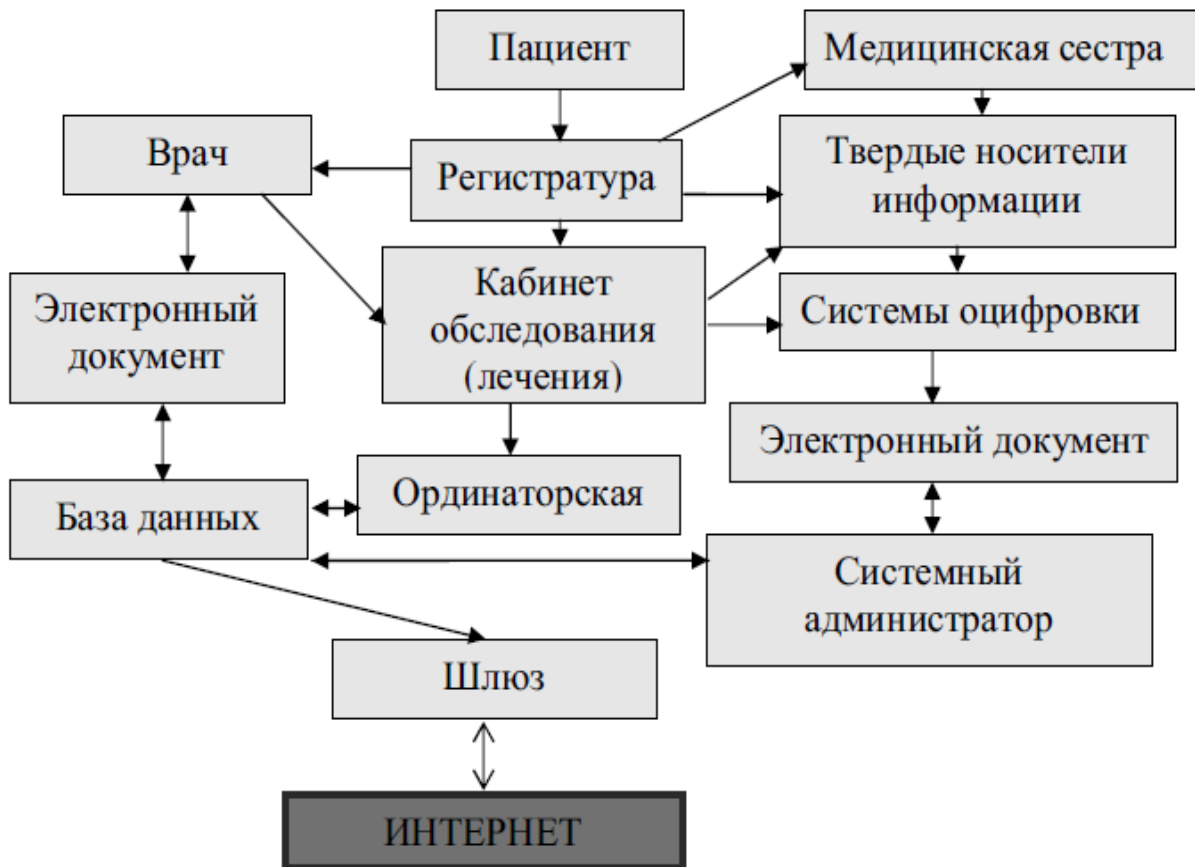 Пациент
Медицинская сестра
Врач
Регистратура
Твердые носители
информации
Электронный
документ
Кабинет
обследования
(лечения)
Системы оцифровки
Электронный документ
База данных
Ординаторская
Системный
администратор
Шлюз
ИНТЕРНЕТ